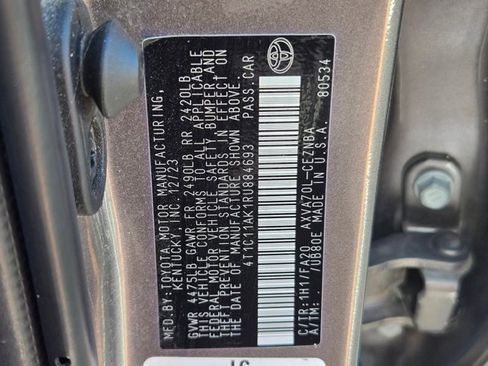 MFD.BY:TOYOTA MOTOR MANUFACTURING,
KENTUCKY, INC. 12/23
GVWR 4475LB GAWR FR 2490LB RR 2420LB
THIS VEHICLE CONFORMS TO ALL APPLICABLE
FEDERAL MOTOR VEHICLE SAFETY, BUMPER, AND
THEFT PREVENTION STANDARDS IN EFFECT ON
THE DATE OF MANUFACTURE SHOWN ABOVE.
4T1C11AK1RU884693 PASS.CAR
C/TR:1H1/FA20 AXVA70L-CEZNBA
A/TM: /UB80E MADE IN U.S.A. 80534